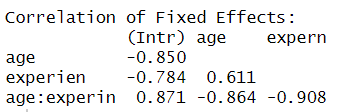 Correlation of Fixed Effects:
            (Intr) age    expern
age         -0.850
experien    -0.784  0.611
age:experin  0.871 -0.864 -0.908